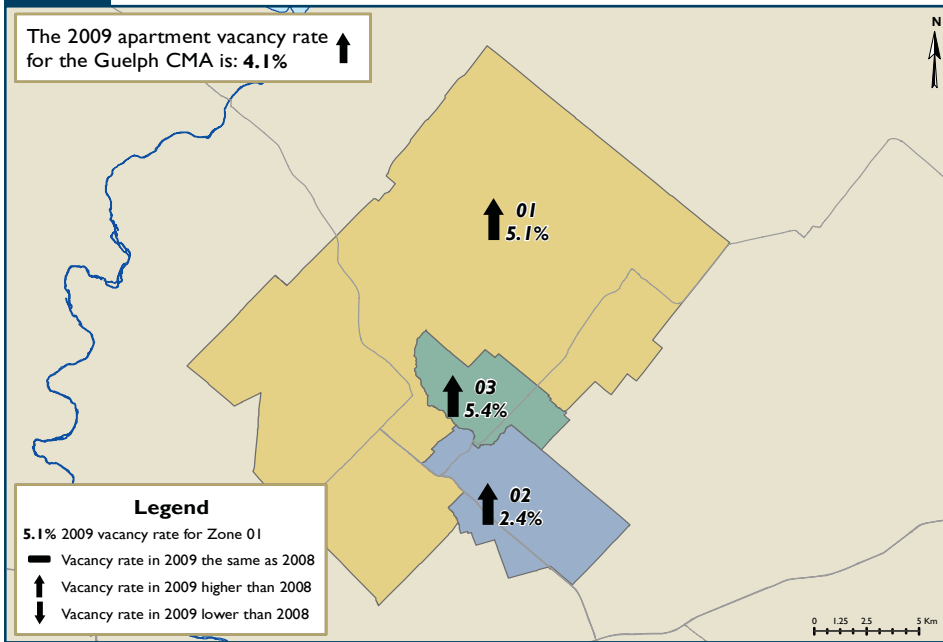 The 2009 apartment vacancy rate
for the Guelph CMA is: 4.1%
N
01
5.1%
03
5.4%
02
2.4%
Legend
5.1% 2009 vacancy rate for Zone 01
Vacancy rate in 2009 the same as 2008
Vacancy rate in 2009 higher than 2008
Vacancy rate in 2009 lower than 2008
0 1.25 2.5 5 Km